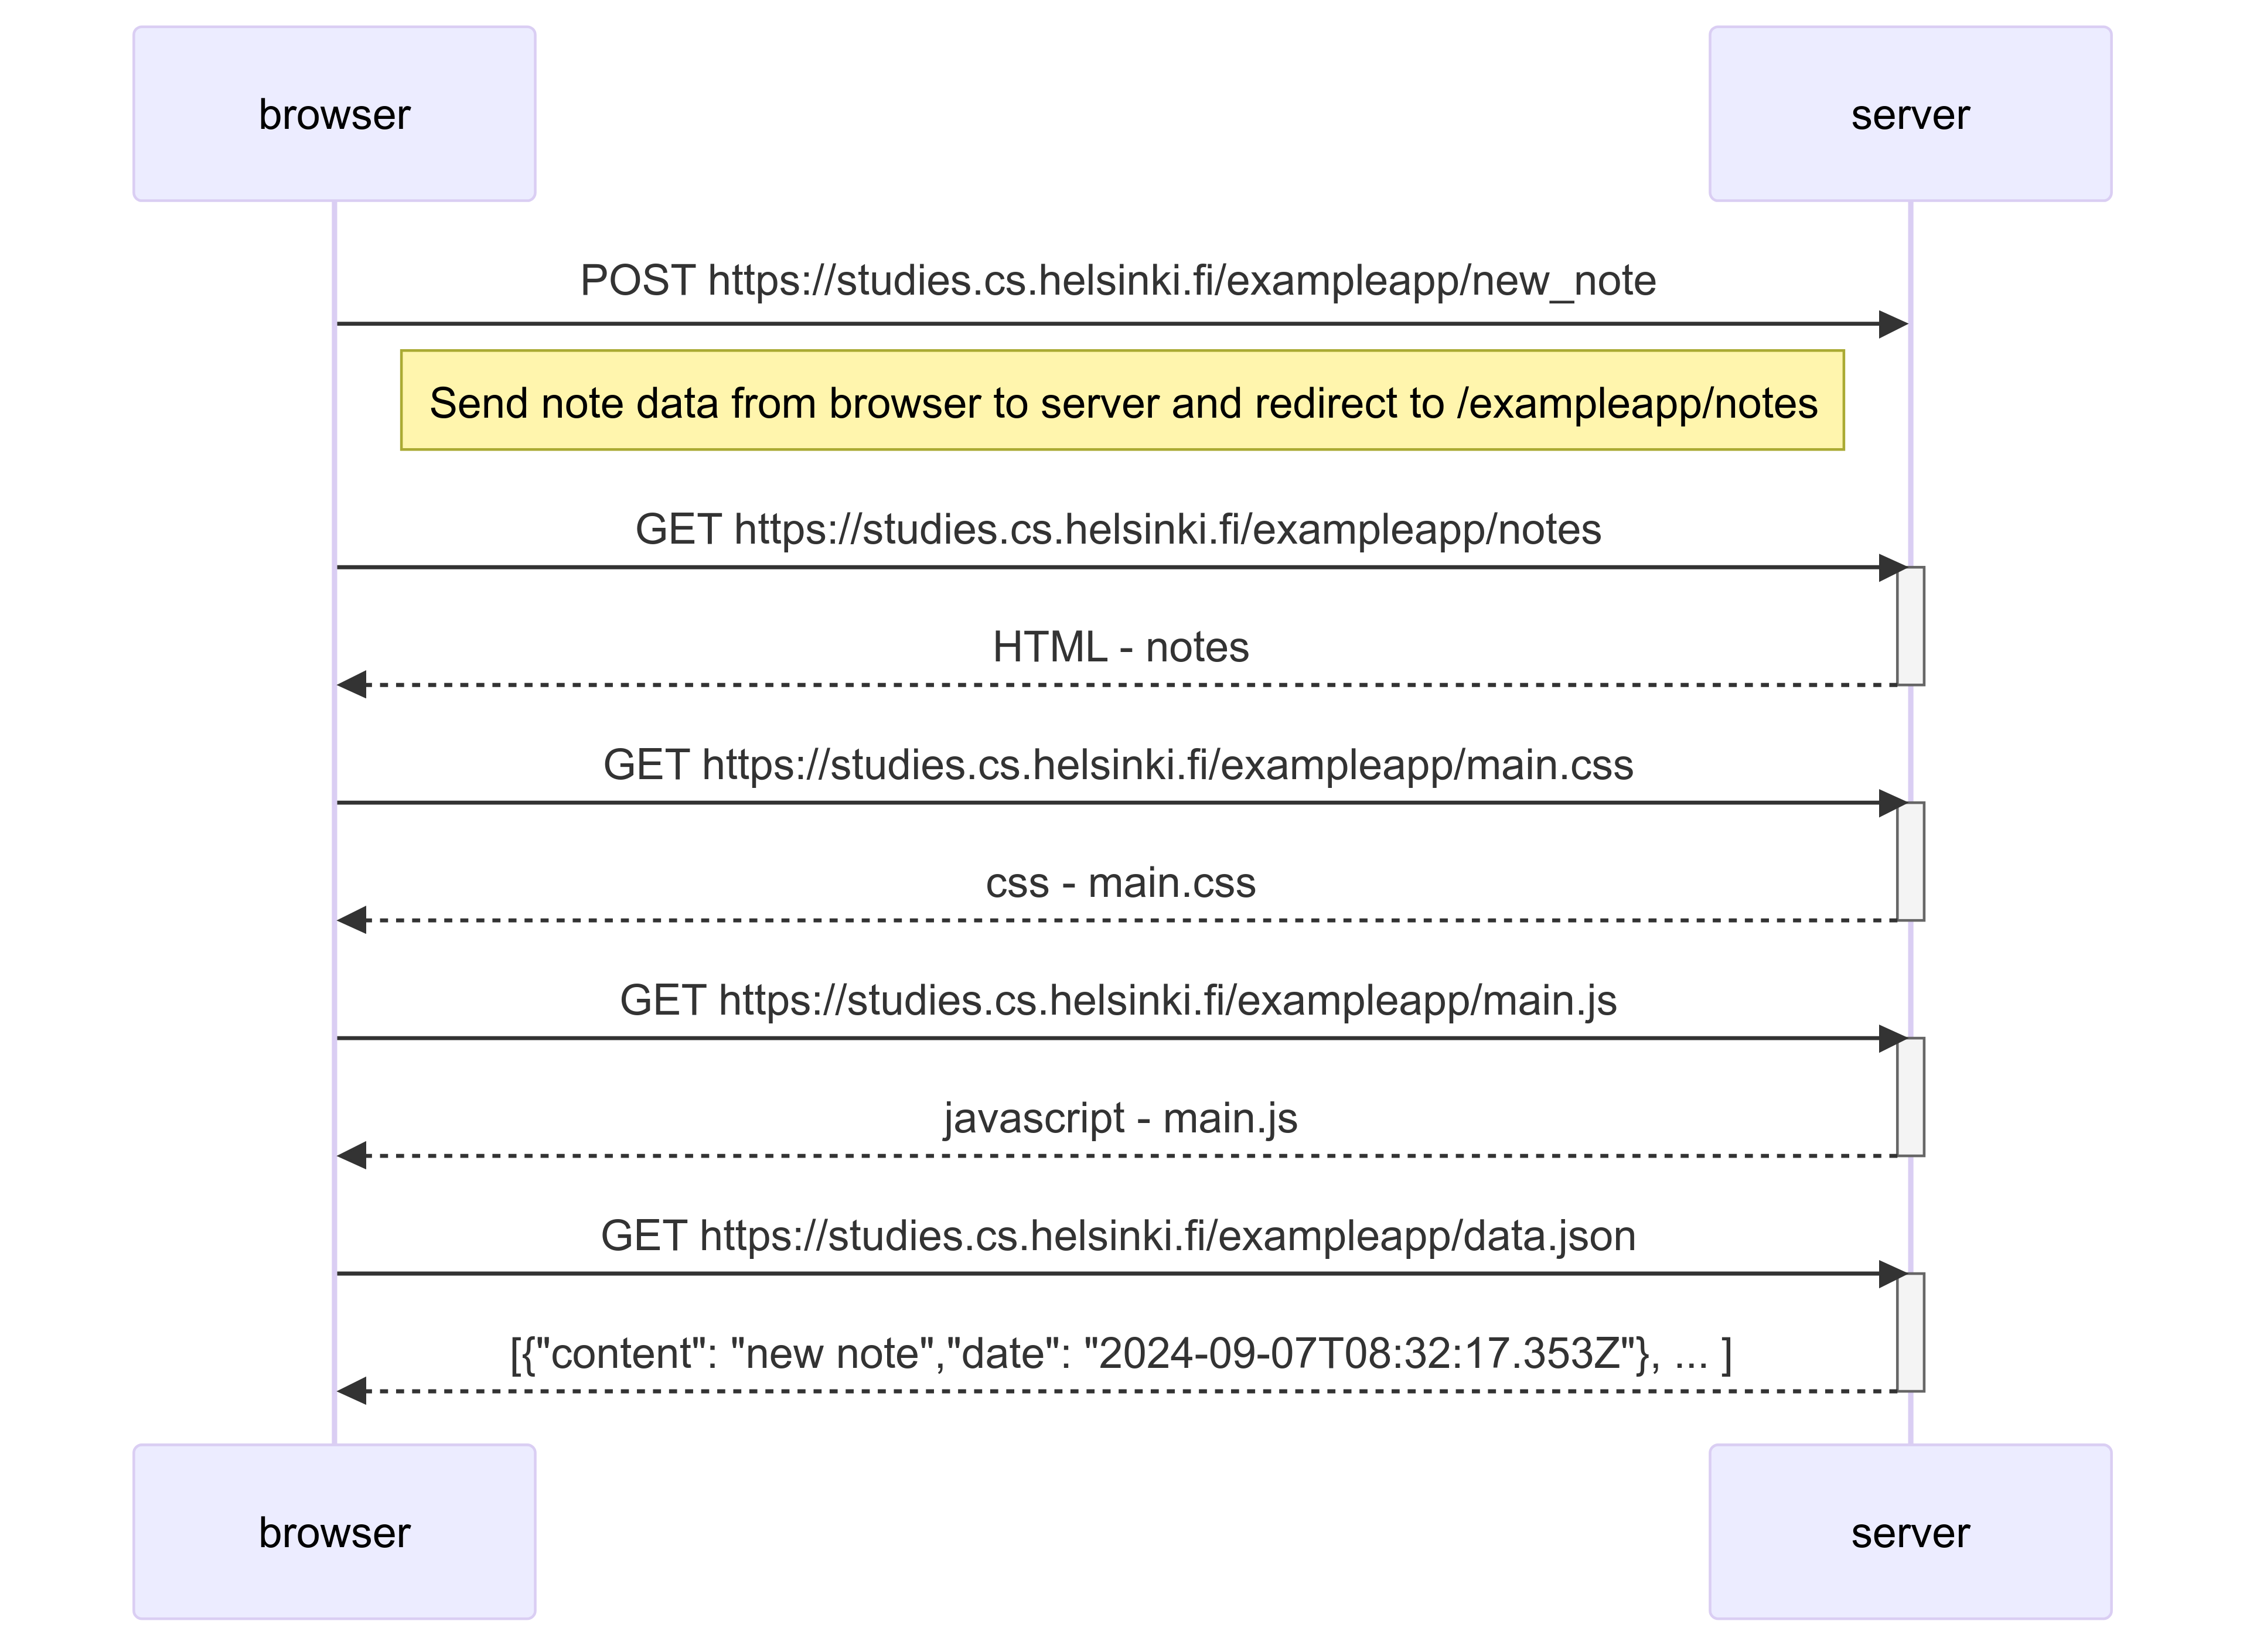 browser
server
POST https://studies.cs.helsinki.fi/exampleapp/new_note
Send note data from browser to server and redirect to /exampleapp/notes
GET https://studies.cs.helsinki.fi/exampleapp/notes
HTML - notes
GET https://studies.cs.helsinki.fi/exampleapp/main.css
css - main.css
GET https://studies.cs.helsinki.fi/exampleapp/main.js
javascript - main.js
GET https://studies.cs.helsinki.fi/exampleapp/data.json
[{"content": "new note","date": "2024-09-07T08:32:17.353Z"}, ... ]
browser
server